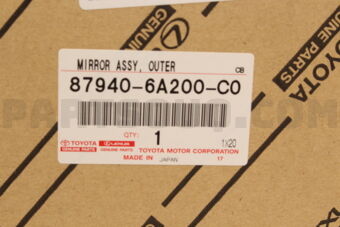 MIRROR ASSY, OUTER
CB
87940-6A200-C0
QTY:
1
1X20
TOYOTA LEXUS
GENUINE PARTS GENUINE PARTS TOYOTA MOTOR CORPORATION
MADE IN JAPAN 17
GENUINE
TOYOTA